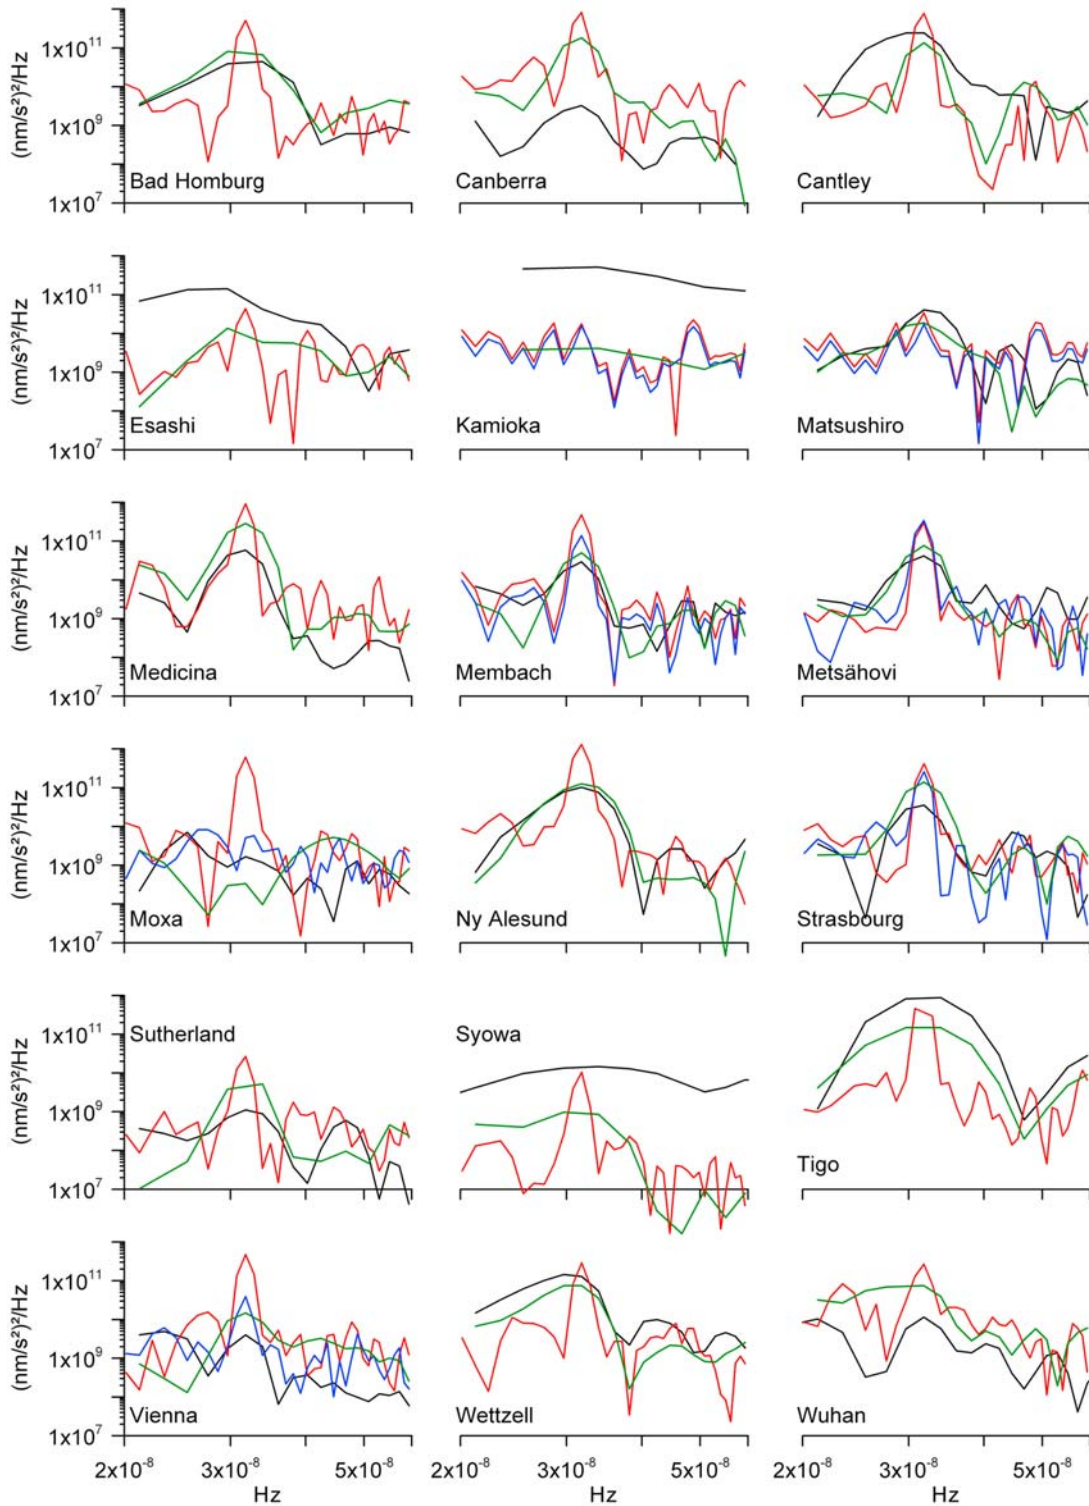 (nm/s²)²/Hz
1x10¹¹
1x10⁹
1x10⁷
Bad Homburg
Canberra
Cantley
(nm/s²)²/Hz
1x10¹¹
1x10⁹
1x10⁷
Esashi
Kamioka
Matsushiro
(nm/s²)²/Hz
1x10¹¹
1x10⁹
1x10⁷
Medicina
Membach
Metsähovi
(nm/s²)²/Hz
1x10¹¹
1x10⁹
1x10⁷
Moxa
Ny Alesund
Strasbourg
(nm/s²)²/Hz
1x10¹¹
1x10⁹
1x10⁷
Sutherland
Syowa
Tigo
(nm/s²)²/Hz
1x10¹¹
1x10⁹
1x10⁷
Vienna
Wettzell
Wuhan
2x10⁻⁸ 3x10⁻⁸ 5x10⁻⁸ 2x10⁻⁸ 3x10⁻⁸ 5x10⁻⁸ 2x10⁻⁸ 3x10⁻⁸ 5x10⁻⁸
Hz Hz Hz